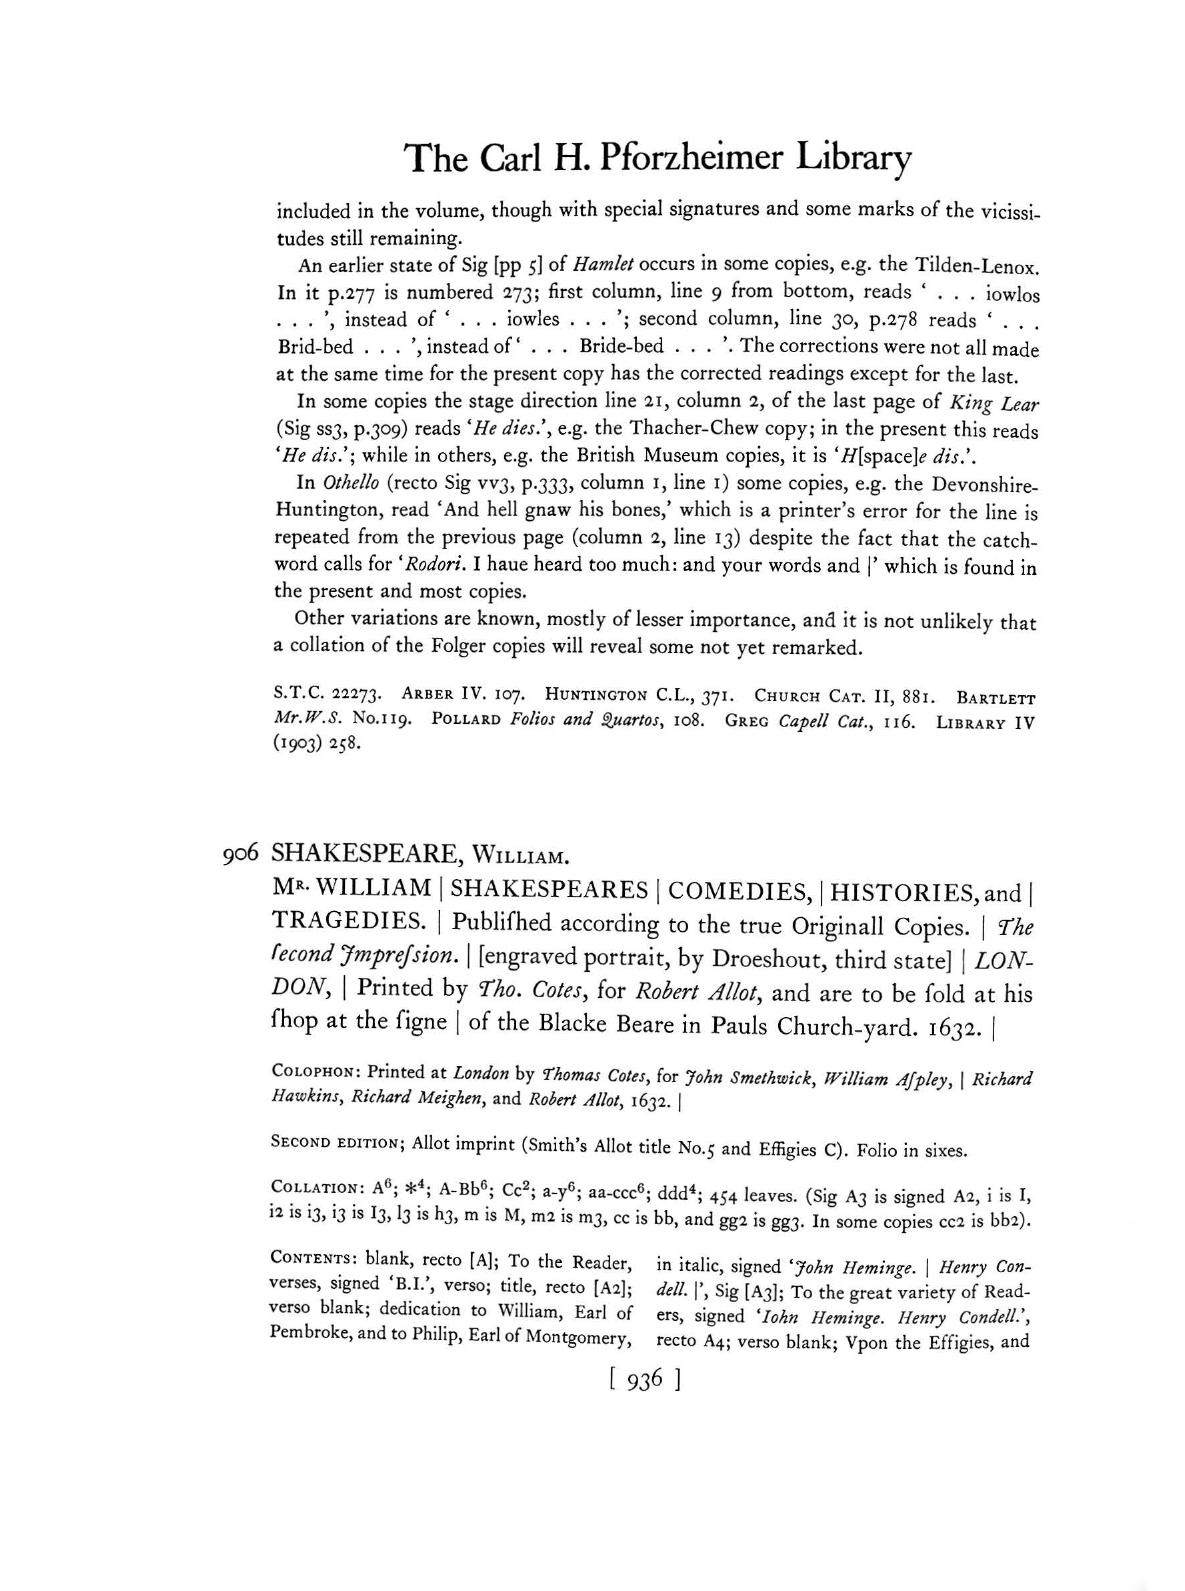 The Carl H. Pforzheimer Library
included in the volume, though with special signatures and some marks of the vicissi-
tudes still remaining.
An earlier state of Sig [pp 5] of Hamlet occurs in some copies, e.g. the Tilden-Lenox.
In it p.277 is numbered 273; first column, line 9 from bottom, reads ‘ . . . iowlos
. . . ’, instead of ‘ . . . iowles . . . ’; second column, line 30, p.278 reads ‘ . . .
Brid-bed . . . ’, instead of ‘ . . . Bride-bed . . . ’. The corrections were not all made
at the same time for the present copy has the corrected readings except for the last.
In some copies the stage direction line 21, column 2, of the last page of King Lear
(Sig ss3, p.309) reads ‘He dies.’, e.g. the Thacher-Chew copy; in the present this reads
‘He dis.’; while in others, e.g. the British Museum copies, it is ‘H[space]e dis.’.
In Othello (recto Sig vv3, p.333, column 1, line 1) some copies, e.g. the Devonshire-
Huntington, read ‘And hell gnaw his bones,’ which is a printer’s error for the line is
repeated from the previous page (column 2, line 13) despite the fact that the catch-
word calls for ‘Rodori. I haue heard too much: and your words and |’ which is found in
the present and most copies.
Other variations are known, mostly of lesser importance, and it is not unlikely that
a collation of the Folger copies will reveal some not yet remarked.
S.T.C. 22273. Arber IV. 107. Huntington C.L., 371. Church Cat. II, 881. Bartlett
Mr.W.S. No.119. Pollard Folios and Quartos, 108. Greg Capell Cat., 116. Library IV
(1903) 258.
906 SHAKESPEARE, William.
Mr. WILLIAM | SHAKESPEARES | COMEDIES, | HISTORIES, and |
TRAGEDIES. | Publiſhed according to the true Originall Copies. | The
ſecond Jmpreſsion. | [engraved portrait, by Droeshout, third state] | LON-
DON, | Printed by Tho. Cotes, for Robert Allot, and are to be ſold at his
ſhop at the ſigne | of the Blacke Beare in Pauls Church-yard. 1632. |
Colophon: Printed at London by Thomas Cotes, for John Smethwick, William Aſpley, | Richard
Hawkins, Richard Meighen, and Robert Allot, 1632. |
Second edition; Allot imprint (Smith’s Allot title No.5 and Effigies C). Folio in sixes.
Collation: A⁶; *⁴; A-Bb⁶; Cc²; a-y⁶; aa-ccc⁶; ddd⁴; 454 leaves. (Sig A3 is signed A2, i is I,
i2 is i3, i3 is I3, l3 is h3, m is M, m2 is m3, cc is bb, and gg2 is gg3. In some copies cc2 is bb2).
Contents: blank, recto [A]; To the Reader,
verses, signed ‘B.I.’, verso; title, recto [A2];
verso blank; dedication to William, Earl of
Pembroke, and to Philip, Earl of Montgomery,
in italic, signed ‘John Heminge. | Henry Con-
dell. |’, Sig [A3]; To the great variety of Read-
ers, signed ‘Iohn Heminge. Henry Condell.’,
recto A4; verso blank; Vpon the Effigies, and
[ 936 ]